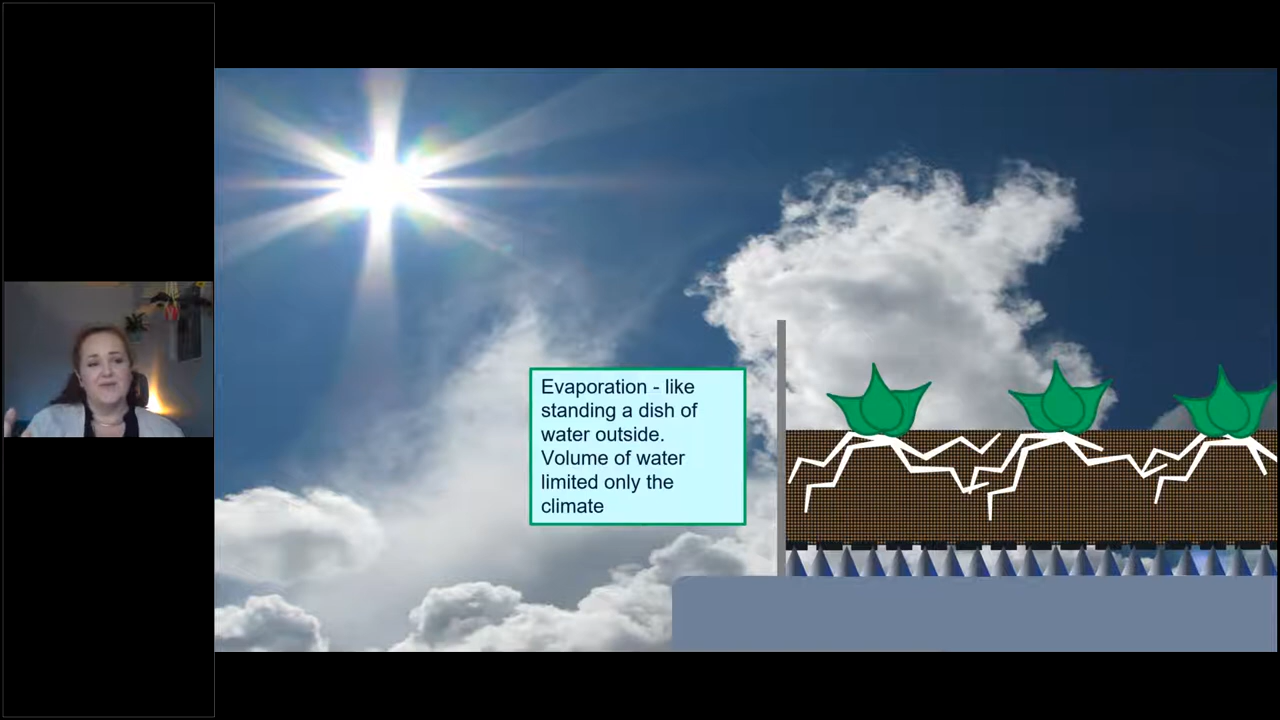 Evaporation - like
standing a dish of
water outside.
Volume of water
limited only the
climate